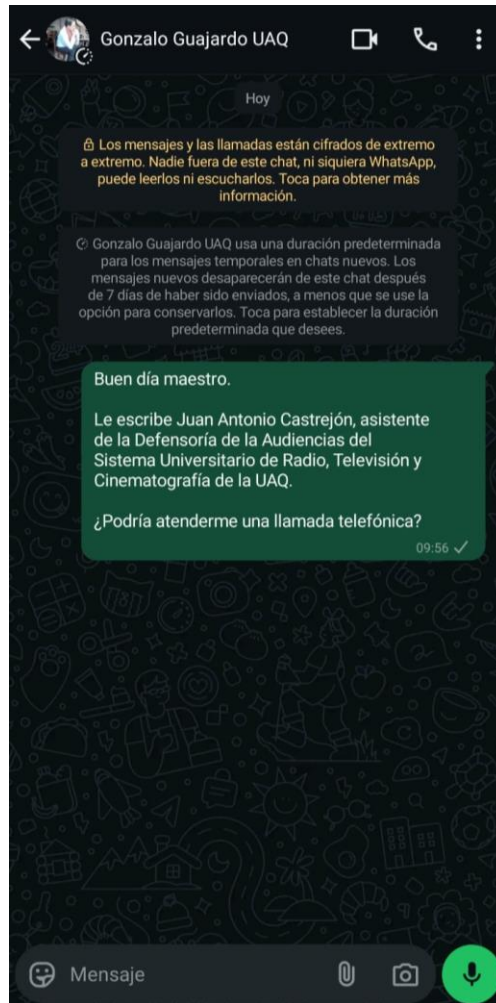 Gonzalo Guajardo UAQ
Hoy
Los mensajes y las llamadas están cifrados de extremo
a extremo. Nadie fuera de este chat, ni siquiera WhatsApp,
puede leerlos ni escucharlos. Toca para obtener más
información.
Gonzalo Guajardo UAQ usa una duración predeterminada
para los mensajes temporales en chats nuevos. Los
mensajes nuevos desaparecerán de este chat después
de 7 días de haber sido enviados, a menos que se use la
opción para conservarlos. Toca para establecer la duración
predeterminada que desees.
Buen día maestro.
Le escribe Juan Antonio Castrejón, asistente
de la Defensoría de la Audiencias del
Sistema Universitario de Radio, Televisión y
Cinematografía de la UAQ.
¿Podría atenderme una llamada telefónica?
09:56
Mensaje